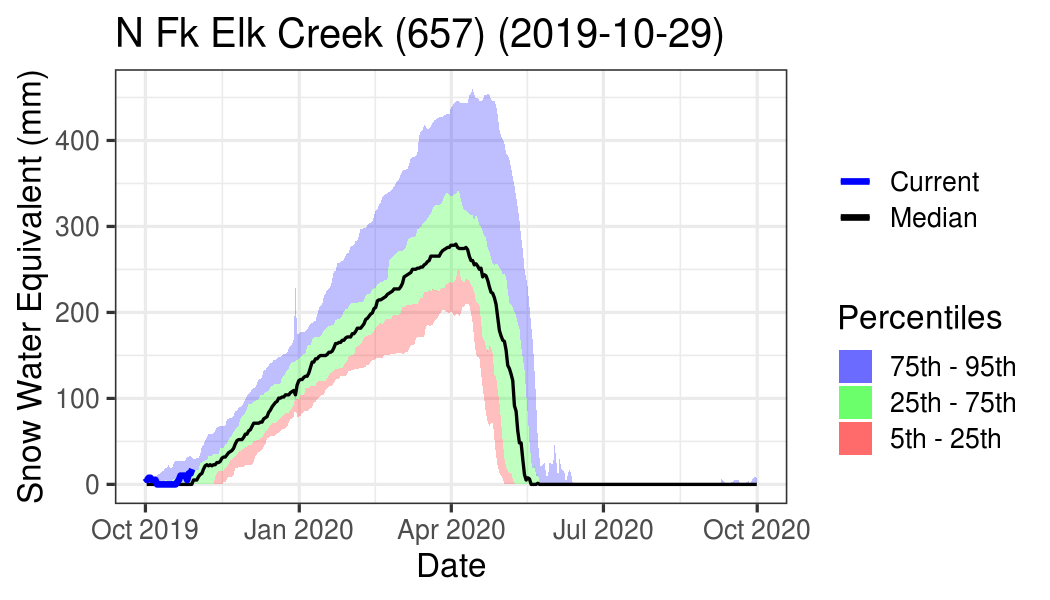 N Fk Elk Creek (657) (2019-10-29)
Snow Water Equivalent (mm)
400
300
200
100
0
Oct 2019 Jan 2020 Apr 2020 Jul 2020 Oct 2020
Date
Current
Median
Percentiles
75th - 95th
25th - 75th
5th - 25th